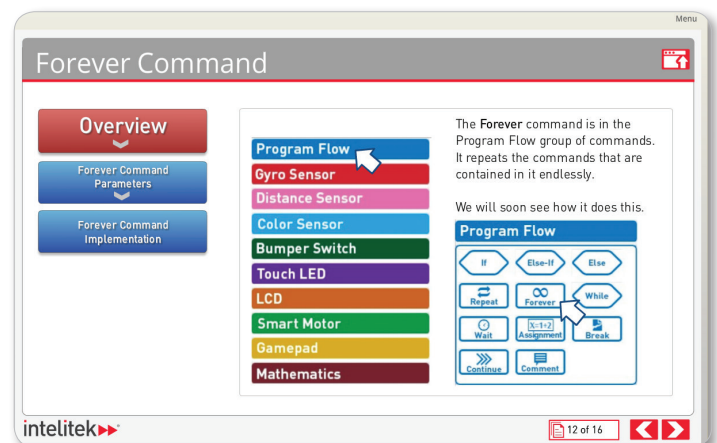 Menu
Forever Command
Overview
Forever Command
Parameters
Forever Command
Implementation
Program Flow
Gyro Sensor
Distance Sensor
Color Sensor
Bumper Switch
Touch LED
LCD
Smart Motor
Gamepad
Mathematics
The Forever command is in the
Program Flow group of commands.
It repeats the commands that are
contained in it endlessly.
We will soon see how it does this.
Program Flow
If
Else-If
Else
Repeat
Forever
While
Wait
X=1+2
Assignment
Break
Continue
Comment
intelitek
12 of 16